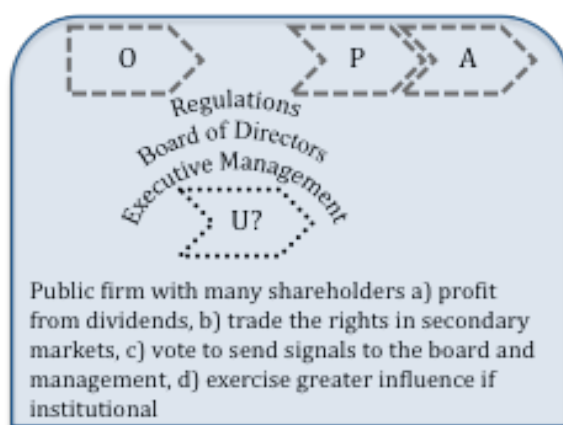 O P A
Regulations
Board of Directors
Executive Management
U?
Public firm with many shareholders a) profit
from dividends, b) trade the rights in secondary
markets, c) vote to send signals to the board and
management, d) exercise greater influence if
institutional